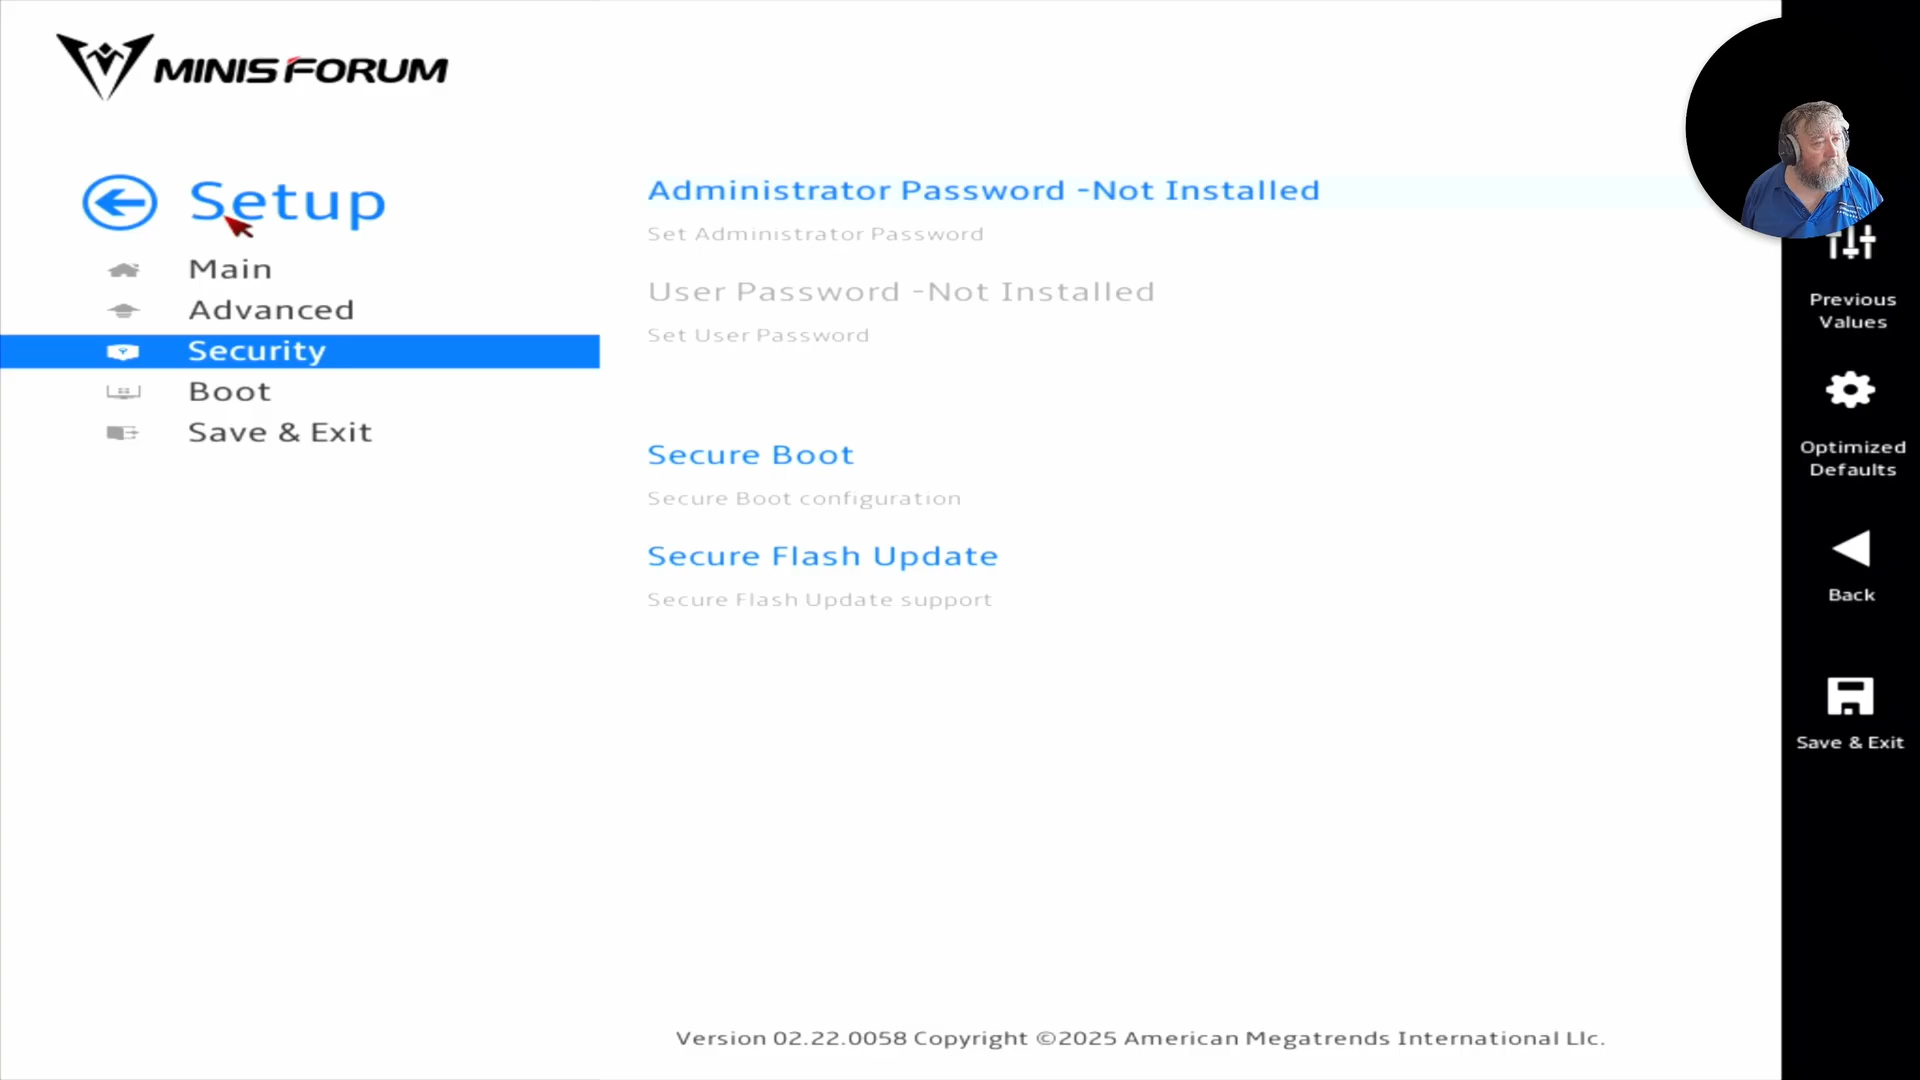 MINISFORUM
Setup
Main
Advanced
Security
Boot
Save & Exit
Administrator Password -Not Installed
Set Administrator Password
User Password -Not Installed
Set User Password
Secure Boot
Secure Boot configuration
Secure Flash Update
Secure Flash Update support
Previous
Values
Optimized
Defaults
Back
Save & Exit
Version 02.22.0058 Copyright ©2025 American Megatrends International Llc.